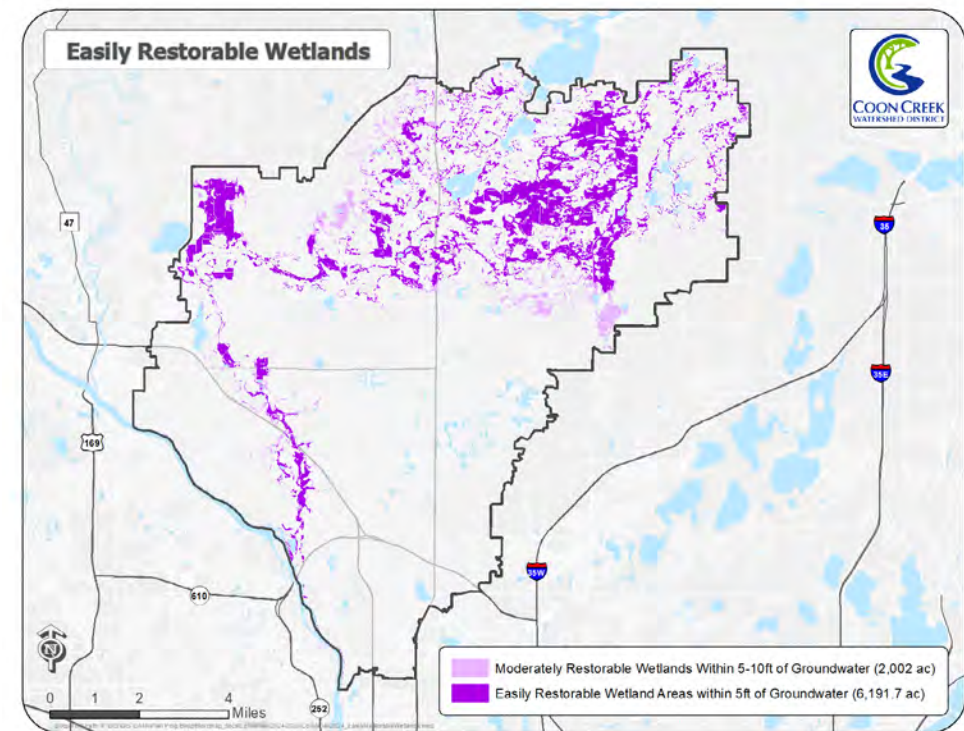 Easily Restorable Wetlands
COON CREEK
WATERSHED DISTRICT
47
35
35E
169
35W
610
N
Moderately Restorable Wetlands Within 5-10ft of Groundwater (2,002 ac)
Easily Restorable Wetland Areas within 5ft of Groundwater (6,191.7 ac)
0 1 2 4
Miles
252